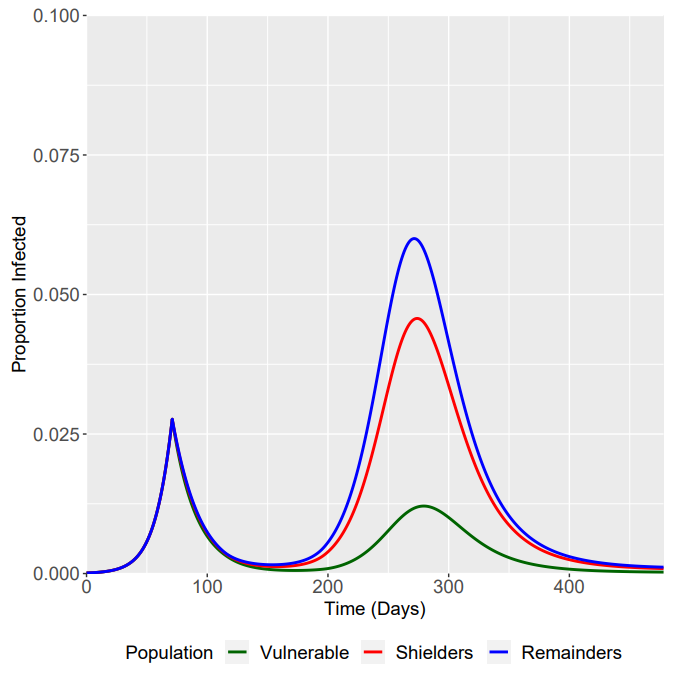 0.100
0.075
0.050
0.025
0.000
Proportion Infected
0 100 200 300 400
Time (Days)
Population Vulnerable Shielders Remainders